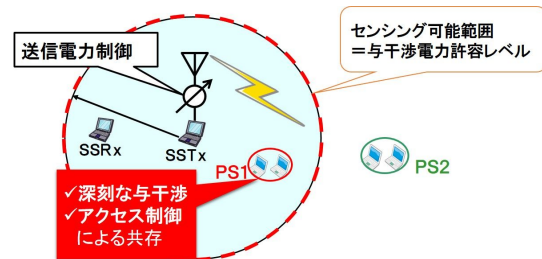 送信電力制御
センシング可能範囲
＝与干渉電力許容レベル
SSRx
SSTx
PS1
PS2
✓深刻な与干渉
✓アクセス制御
による共存